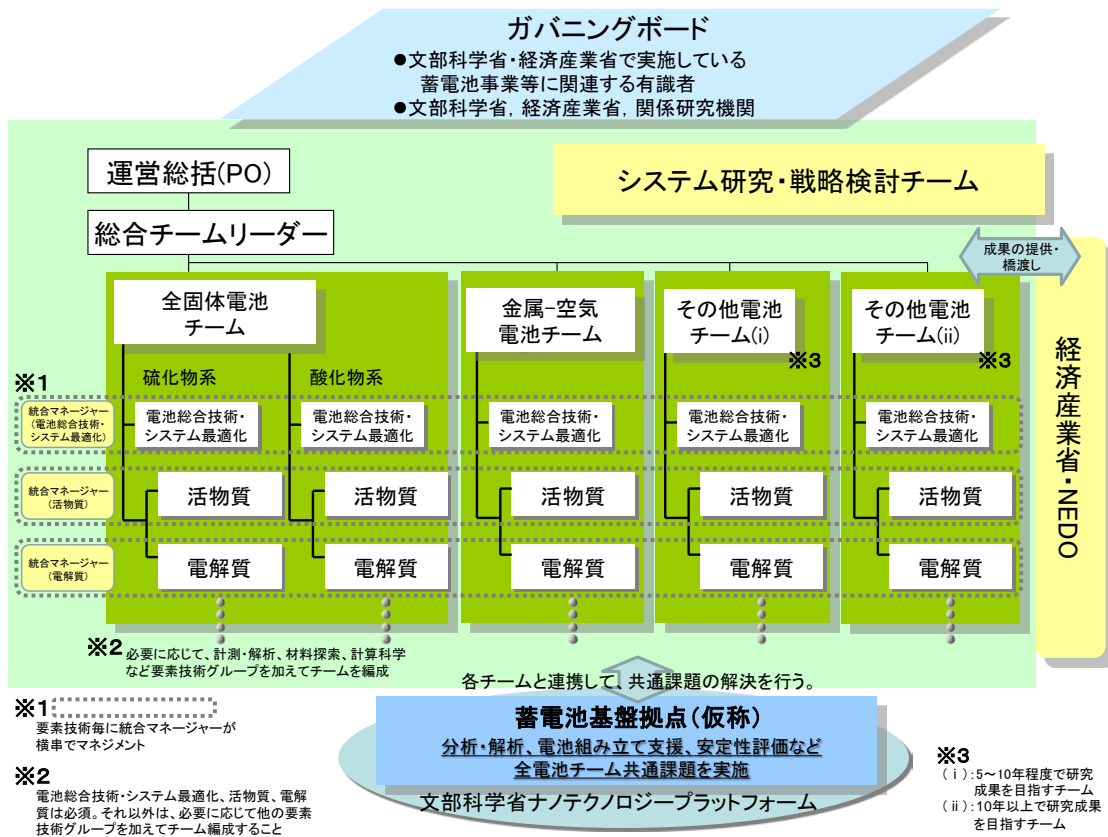 ガバニングボード
●文部科学省・経済産業省で実施している
蓄電池事業等に関連する有識者
●文部科学省，経済産業省，関係研究機関
運営総括(PO)
システム研究・戦略検討チーム
総合チームリーダー
成果の提供・
橋渡し
全固体電池
チーム
金属−空気
電池チーム
その他電池
チーム(i)
※3
その他電池
チーム(ii)
※3
経済産業省・NEDO
※1
硫化物系
酸化物系
統合マネージャー
(電池総合技術・
システム最適化)
電池総合技術・
システム最適化
電池総合技術・
システム最適化
電池総合技術・
システム最適化
電池総合技術・
システム最適化
電池総合技術・
システム最適化
統合マネージャー
(活物質)
活物質
活物質
活物質
活物質
活物質
統合マネージャー
(電解質)
電解質
電解質
電解質
電解質
電解質
※2 必要に応じて、計測・解析、材料探索、計算科学
など要素技術グループを加えてチームを編成
各チームと連携して、共通課題の解決を行う。
※1
要素技術毎に統合マネージャーが
横串でマネジメント
蓄電池基盤拠点（仮称）
分析・解析、電池組み立て支援、安定性評価など
全電池チーム共通課題を実施
文部科学省ナノテクノロジープラットフォーム
※2
電池総合技術・システム最適化、活物質、電解
質は必須。それ以外は、必要に応じて他の要素
技術グループを加えてチーム編成すること
※3
(ⅰ):5～10年程度で研究
成果を目指すチーム
(ⅱ):10年以上で研究成果
を目指すチーム